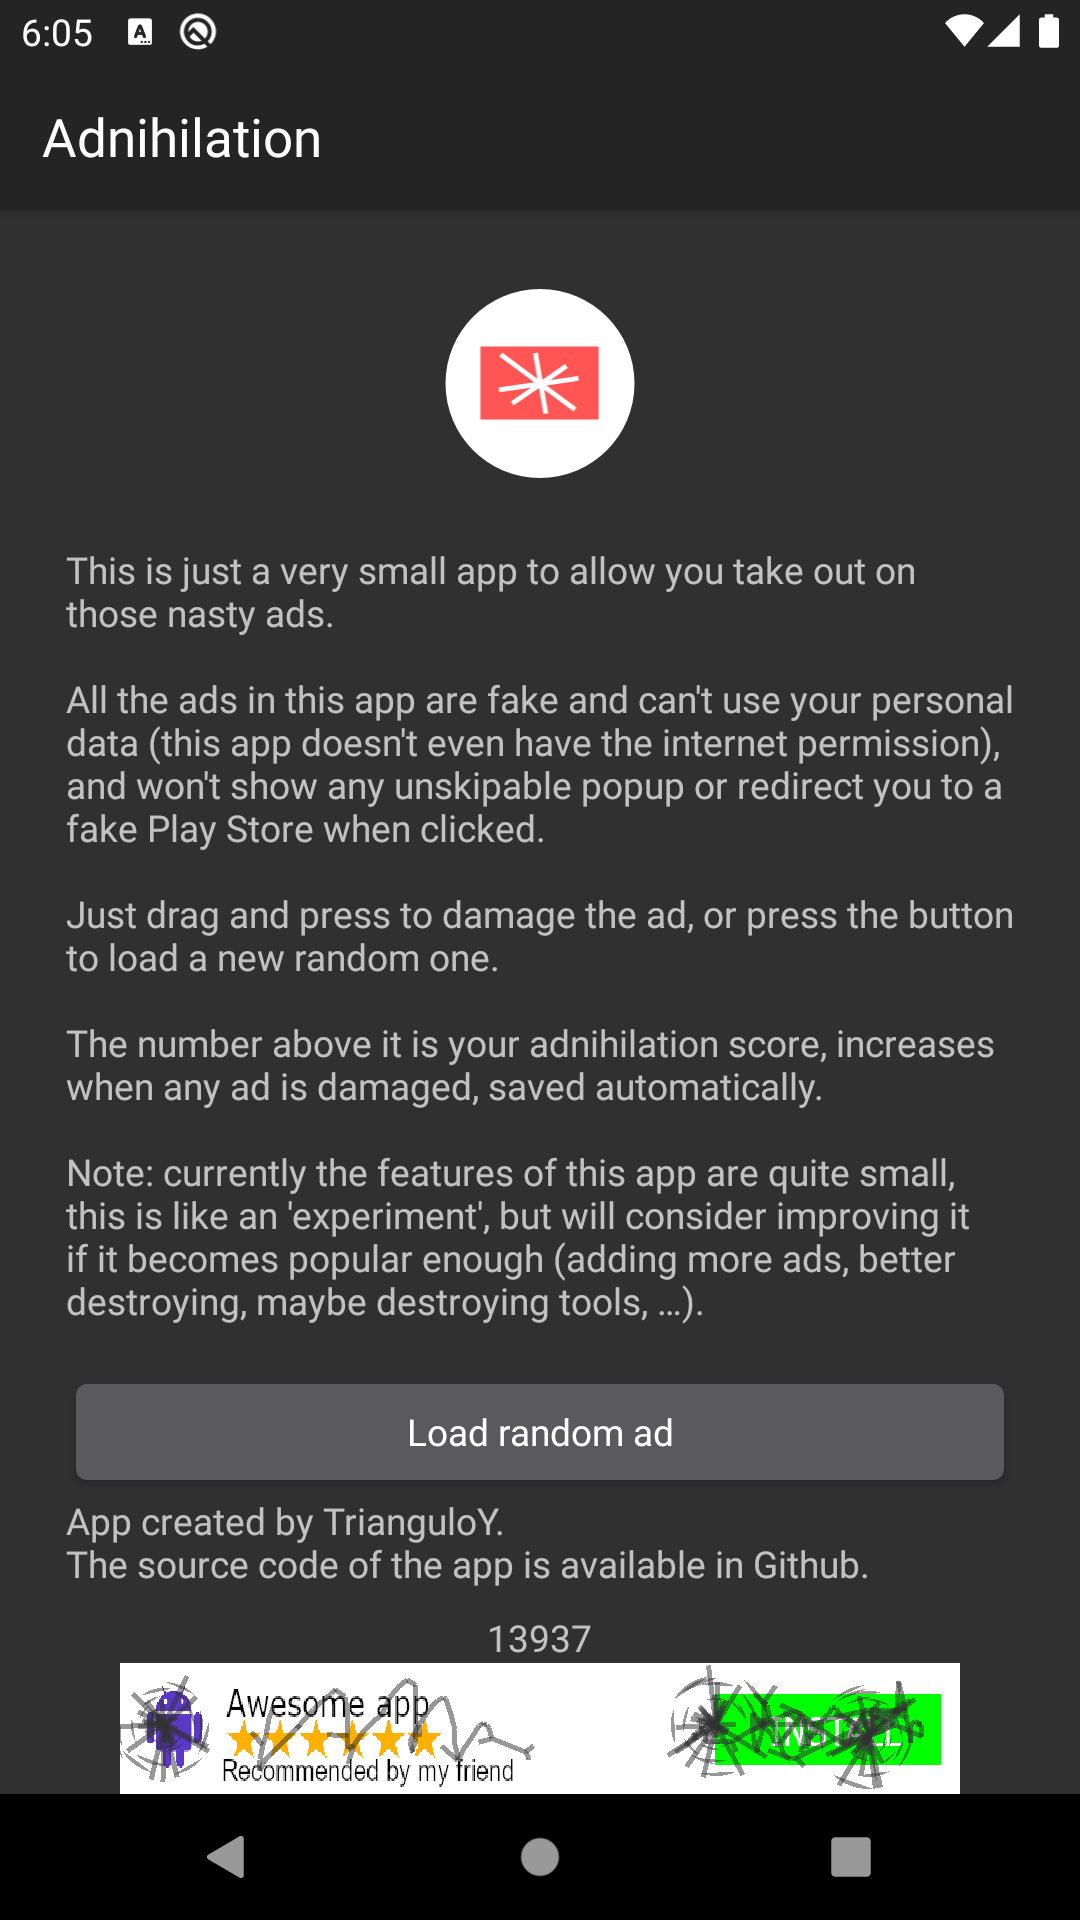 6:05
Adnihilation
This is just a very small app to allow you take out on
those nasty ads.
All the ads in this app are fake and can't use your personal
data (this app doesn't even have the internet permission),
and won't show any unskipable popup or redirect you to a
fake Play Store when clicked.
Just drag and press to damage the ad, or press the button
to load a new random one.
The number above it is your adnihilation score, increases
when any ad is damaged, saved automatically.
Note: currently the features of this app are quite small,
this is like an 'experiment', but will consider improving it
if it becomes popular enough (adding more ads, better
destroying, maybe destroying tools, ...).
Load random ad
App created by TrianguloY.
The source code of the app is available in Github.
13937
Awesome app
Recommended by my friend
INSTALL